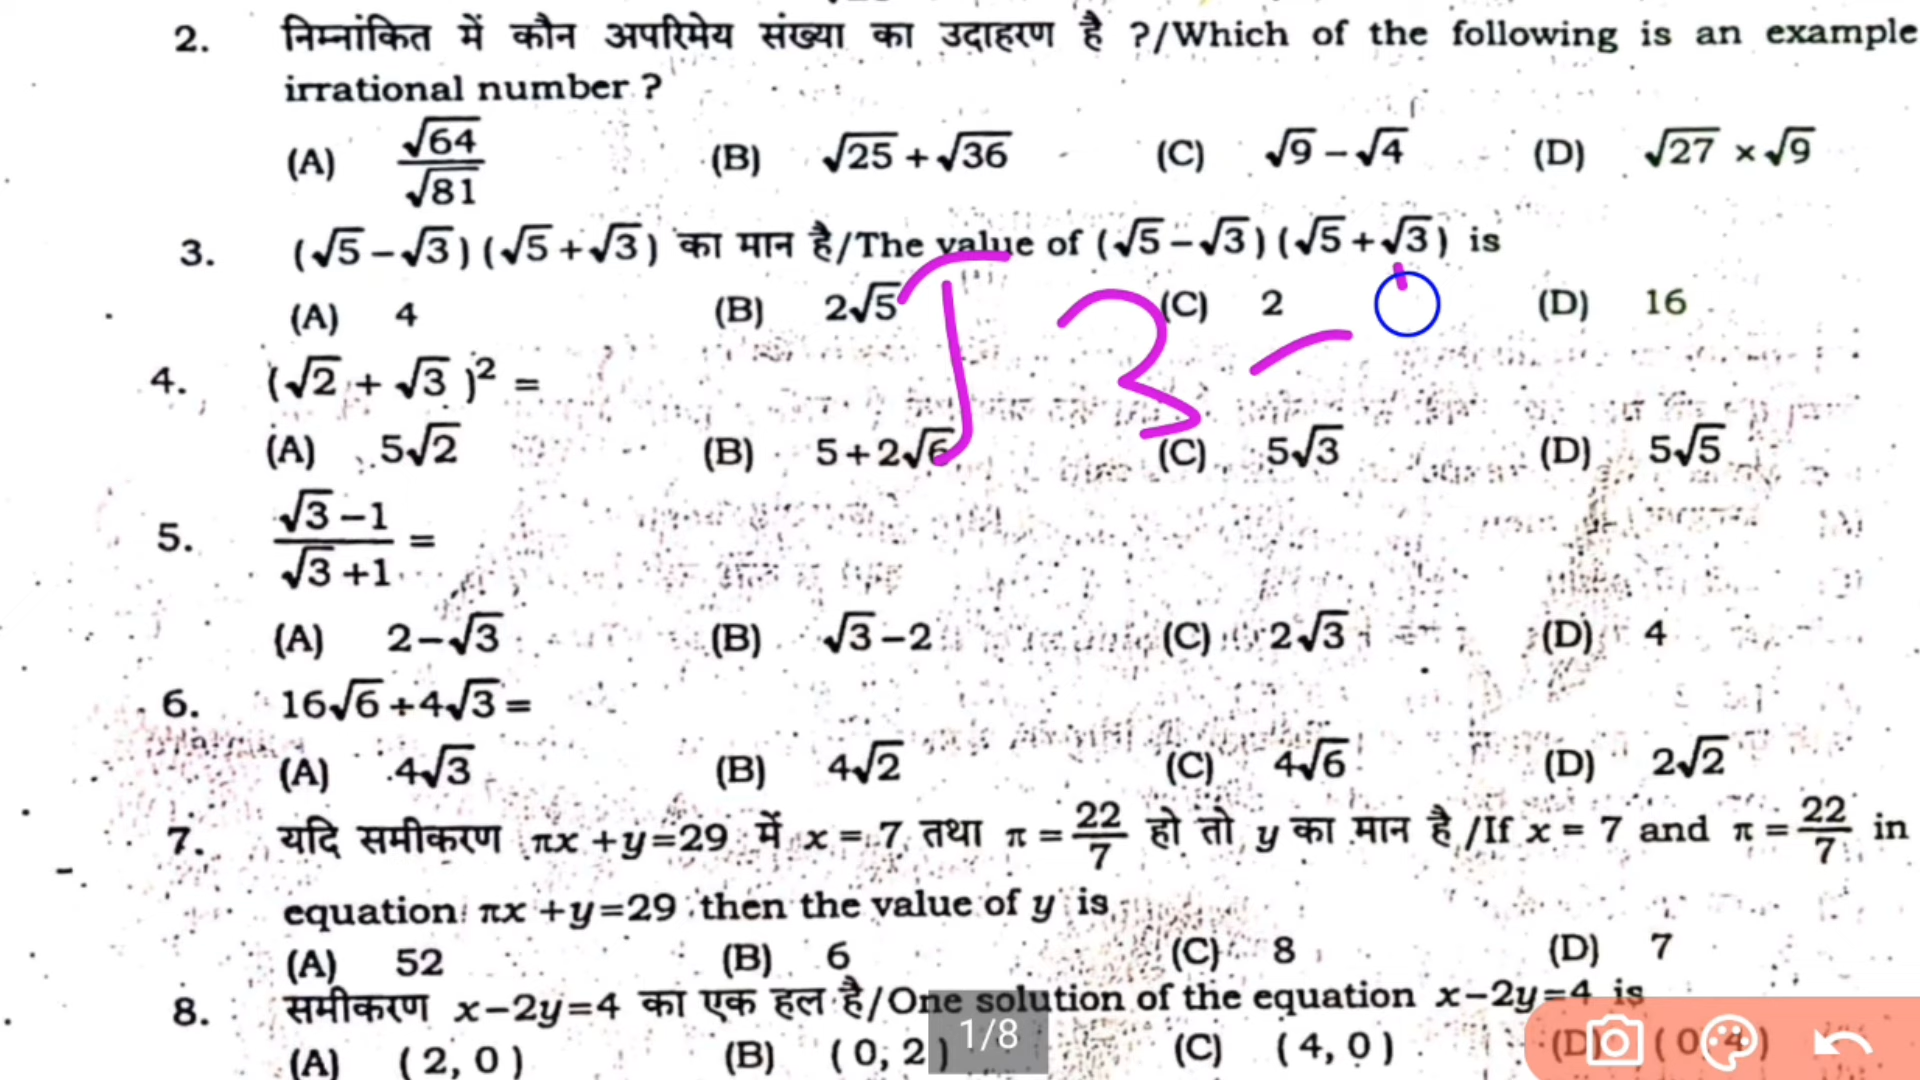 2. निम्नांकित में कौन अपरिमेय संख्या का उदाहरण है ?/Which of the following is an example
irrational number ?
(A) √64/√81 (B) √25 + √36 (C) √9 − √4 (D) √27 × √9
3. (√5 − √3) (√5 + √3) का मान है/The value of (√5 − √3) (√5 + √3) is
(A) 4 (B) 2√5 (C) 2 (D) 16
4. (√2 + √3 )² =
(A) 5√2 (B) 5 + 2√6 (C) 5√3 (D) 5√5
5. (√3 −1)/(√3 +1) =
(A) 2−√3 (B) √3 −2 (C) 2√3 (D) 4
6. 16√6 ÷ 4√3 =
(A) 4√3 (B) 4√2 (C) 4√6 (D) 2√2
7. यदि समीकरण πx + y = 29 में x = 7 तथा π = 22/7 हो तो y का मान है /If x = 7 and π = 22/7 in
equation πx + y = 29 then the value of y is
(A) 52 (B) 6 (C) 8 (D) 7
8. समीकरण x−2y=4 का एक हल है/One solution of the equation x−2y=4 is
(A) (2, 0) (B) (0, 2) (C) (4, 0) (D) (0, 4)
1/8